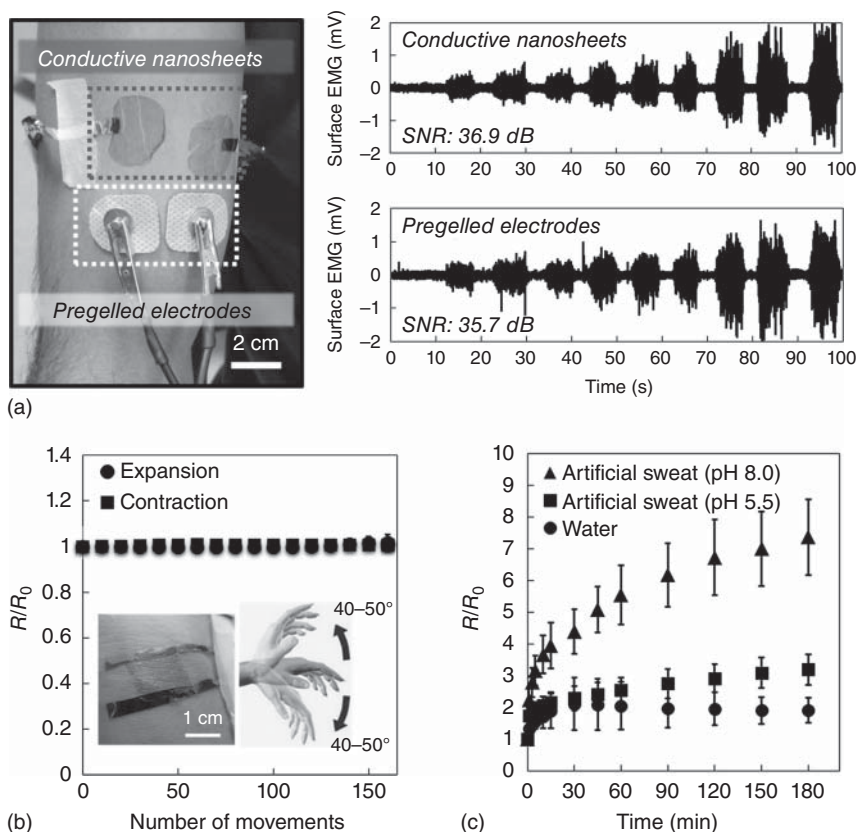 Conductive nanosheets
Pregelled electrodes
2 cm
(a)
Surface EMG (mV)
2
1
0
−1
−2
Conductive nanosheets
SNR: 36.9 dB
0 10 20 30 40 50 60 70 80 90 100
Surface EMG (mV)
2
1
0
−1
−2
Pregelled electrodes
SNR: 35.7 dB
0 10 20 30 40 50 60 70 80 90 100
Time (s)
R/R0
1.4
1.2
1
0.8
0.6
0.4
0.2
0
Expansion
Contraction
1 cm
40–50°
40–50°
0 50 100 150
(b)
Number of movements
R/R0
10
9
8
7
6
5
4
3
2
1
0
Artificial sweat (pH 8.0)
Artificial sweat (pH 5.5)
Water
0 30 60 90 120 150 180
(c)
Time (min)